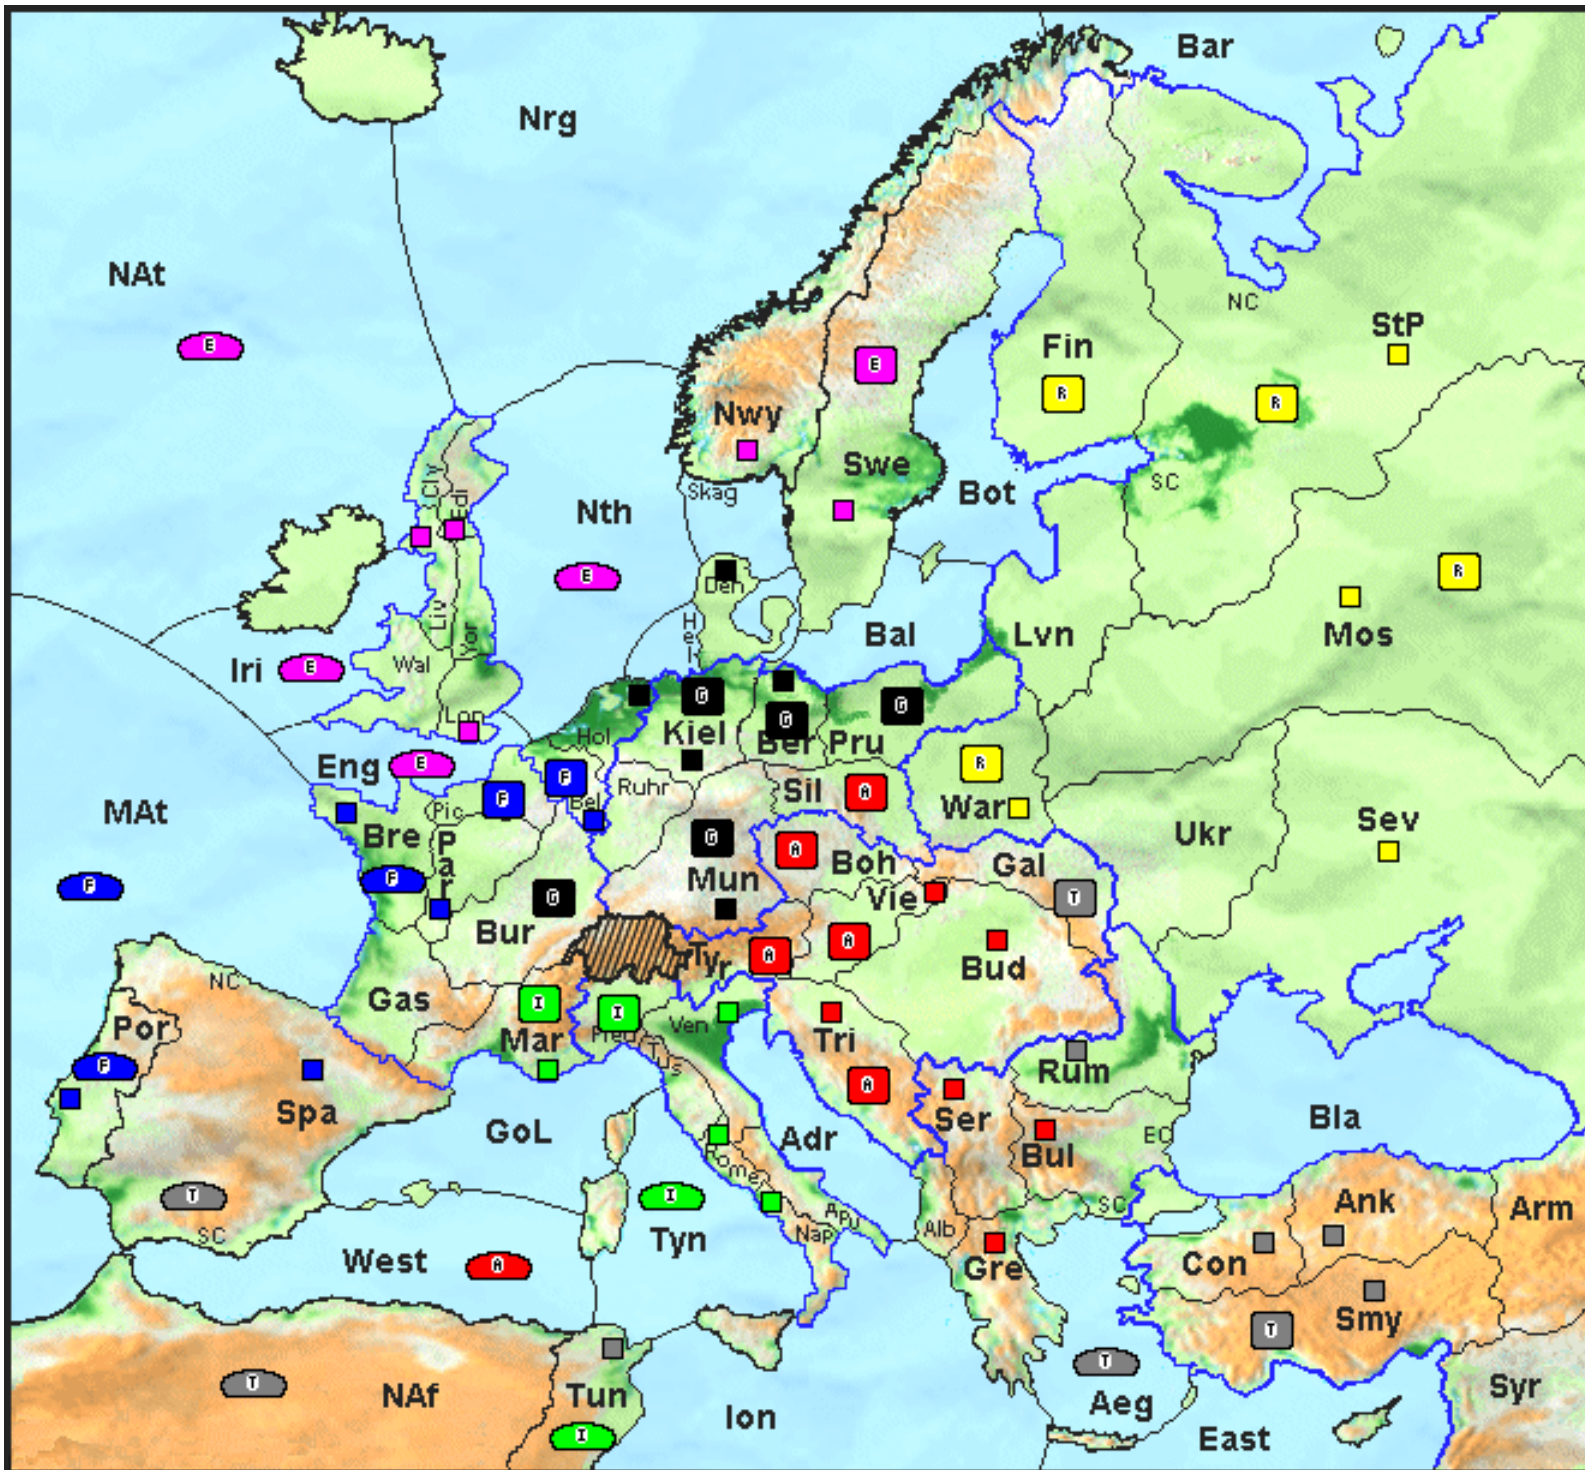 Bar
Nrg
NAt
NC
StP
Fin
E
E
R
R
Nwy
Swe
Skag
Bot
SC
Cly
Edl
Nth
E
Den
R
Hel
Liv
Yor
Bal
Lvn
Mos
Iri
E
Wal
G
G
G
Lon
Hol
Kiel
Ber
Pru
Eng
E
F
F
Bel
Ruhr
Sil
A
R
War
MAt
Pic
Bre
Par
G
A
Boh
Gal
Ukr
Sev
F
F
Mun
Vie
T
G
Bur
A
A
Tyr
Bud
NC
Gas
I
I
Por
Mar
Pied
Ven
Tri
Rum
F
Tus
A
Spa
Ser
GoL
Adr
Bul
EC
Bla
Rome
T
I
SC
Apu
SC
Ank
Arm
Tyn
Nap
Alb
West
A
Gre
Con
Smy
T
T
NAf
Tun
T
Aeg
Syr
Ion
I
East